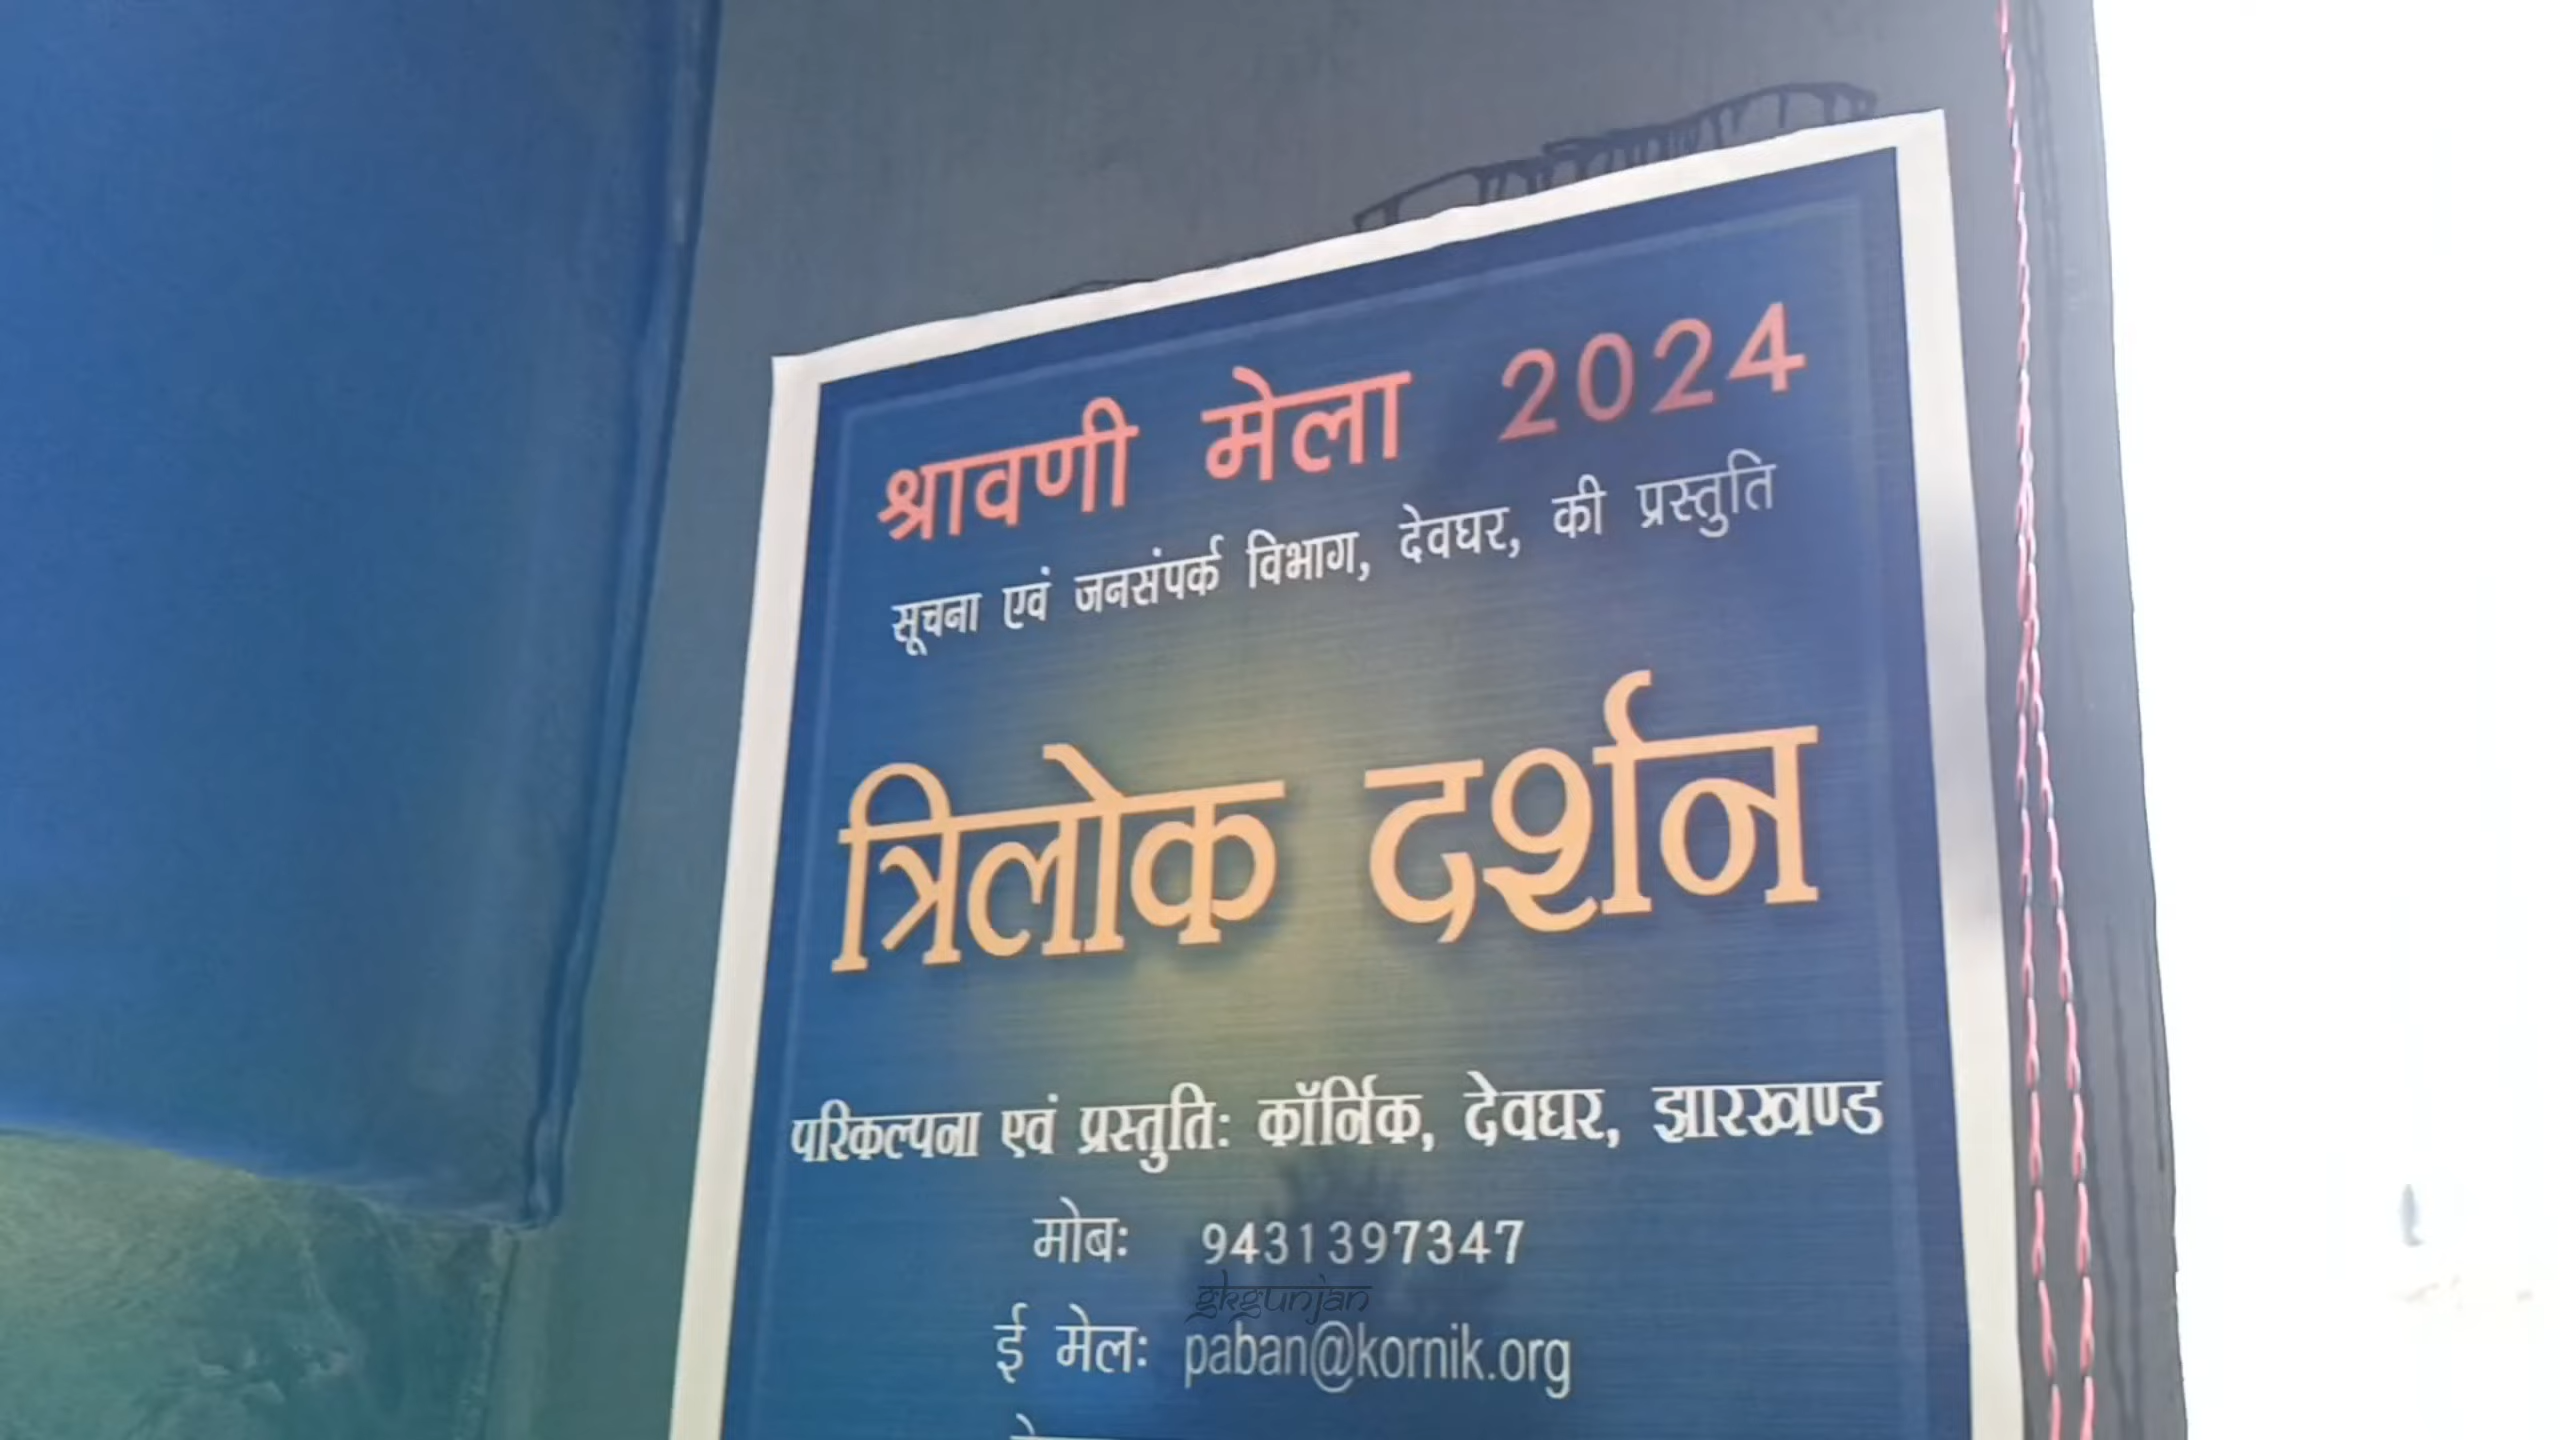 श्रावणी मेला 2024
सूचना एवं जनसंपर्क विभाग, देवघर, की प्रस्तुति
त्रिलोक दर्शन
परिकल्पना एवं प्रस्तुति: कॉर्निक, देवघर, झारखण्ड
मोब: 9431397347
gkgunjan
ई मेल: paban@kornik.org